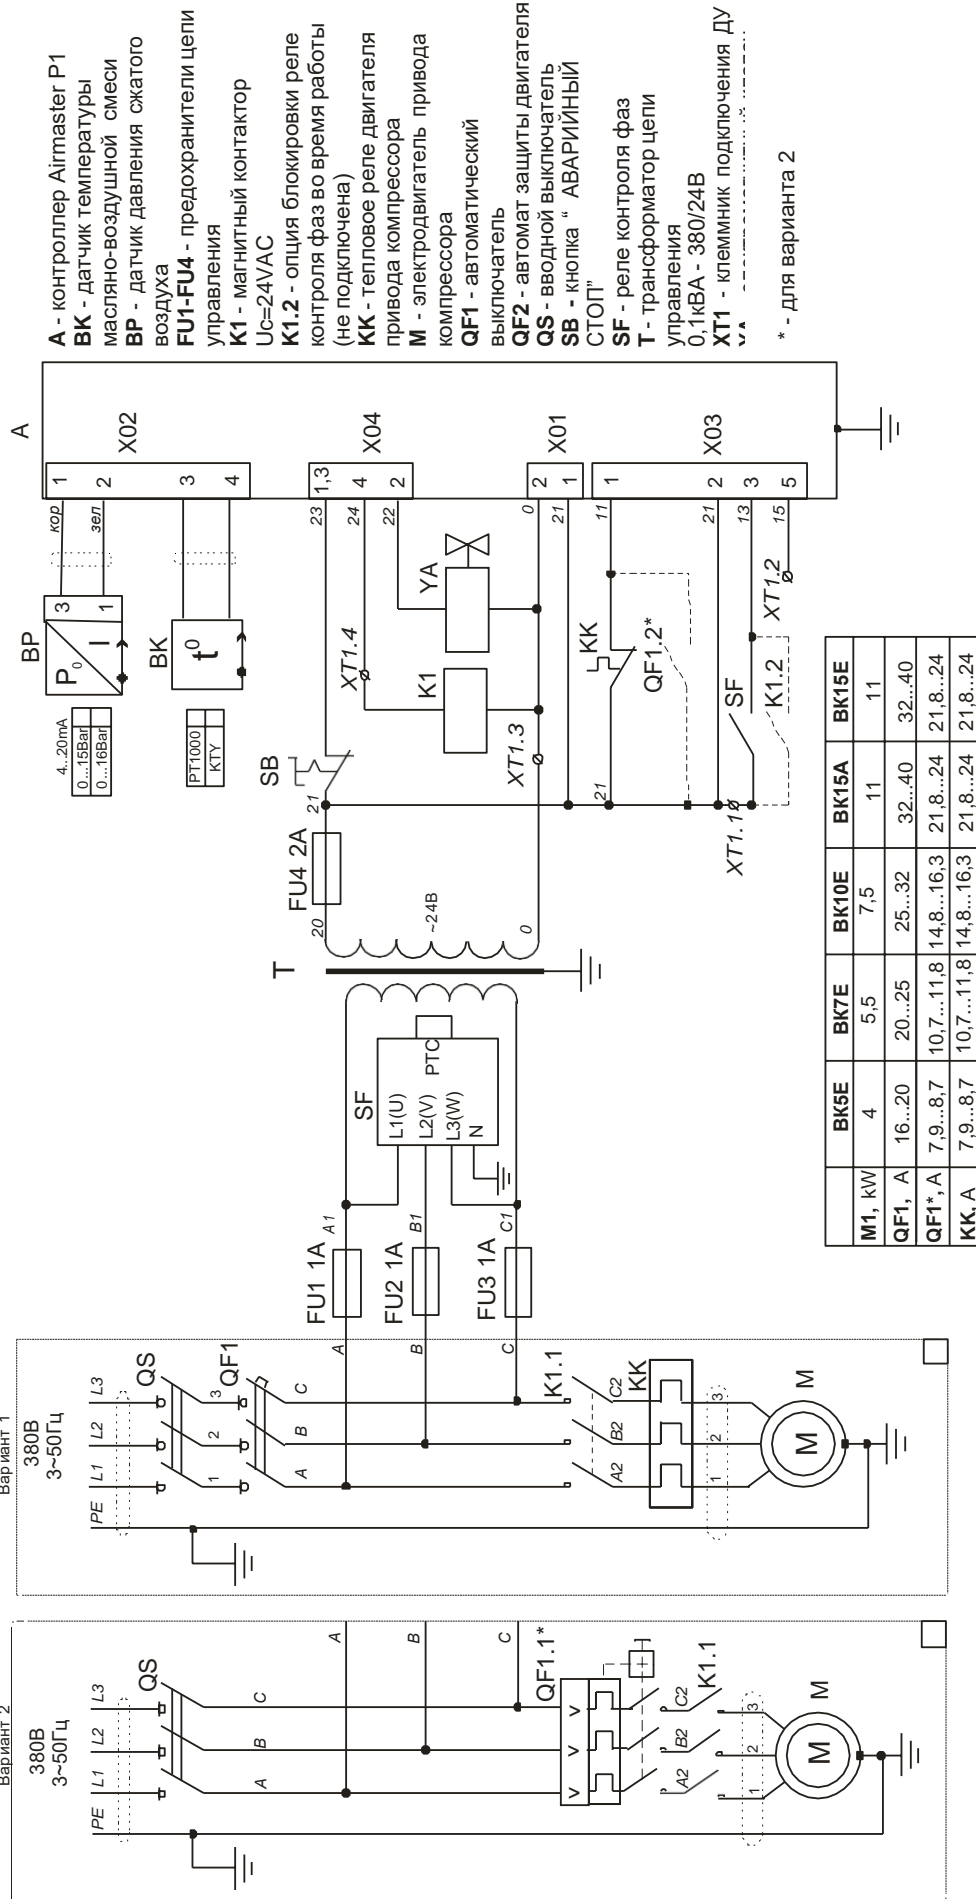 Вариант 2
380В
3~50Гц
PE
L1
L2
L3
QS
A
B
C
A
B
C
QF1.1*
K1.1
A2
B2
C2
1
2
3
M
M
Вариант 1
380В
3~50Гц
PE
L1
L2
L3
QS
1
2
3
QF1
A
B
C
K1.1
A2
B2
C2
KK
1
2
3
M
M
A
B
C
FU1 1A
FU2 1A
FU3 1A
A1
B1
C1
SF
L1(U)
L2(V)
L3(W)
N
PTC
T
20
0
~24В
FU4 2A
21
SB
BP
P0
I
3
1
4...20mA
0...15Bar
0...16Bar
BK
t0
PT1000
KTY
кор
зел
XT1.4
K1
YA
XT1.3
23
24
22
0
21
11
21
KK
QF1.2*
21
13
15
XT1.2
SF
K1.2
XT1.1
A
X02
1
2
3
4
X04
1,3
4
2
X01
2
1
X03
1
2
3
5
A - контроллер Airmaster P1
BK - датчик температуры
масляно-воздушной смеси
BP - датчик давления сжатого
воздуха
FU1-FU4 - предохранители цепи
управления
K1 - магнитный контактор
Uc=24VAC
K1.2 - опция блокировки реле
контроля фаз во время работы
(не подключена)
KK - тепловое реле двигателя
привода компрессора
M - электродвигатель привода
компрессора
QF1 - автоматический
выключатель
QF2 - автомат защиты двигателя
QS - вводной выключатель
SB - кнопка “ АВАРИЙНЫЙ
СТОП”
SF - реле контроля фаз
T - трансформатор цепи
управления
0,1кВА - 380/24В
XT1 - клеммник подключения ДУ
* - для варианта 2
BK5E BK7E BK10E BK15A BK15E
M1, kW 4 5,5 7,5 11 11
QF1, A 16...20 20...25 25...32 32...40 32...40
QF1*, A 7,9...8,7 10,7...11,8 14,8...16,3 21,8...24 21,8...24
KK, A 7,9...8,7 10,7...11,8 14,8...16,3 21,8...24 21,8...24